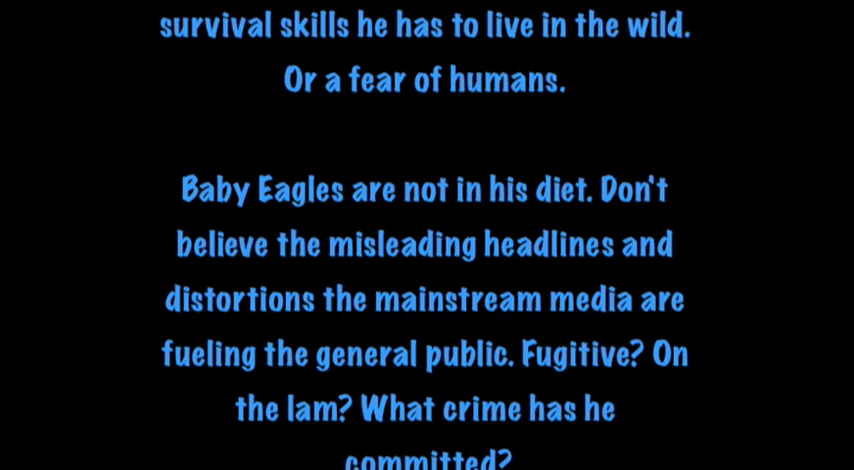 survival skills he has to live in the wild.
Or a fear of humans.
Baby Eagles are not in his diet. Don't
believe the misleading headlines and
distortions the mainstream media are
fueling the general public. Fugitive? On
the lam? What crime has he
committed?